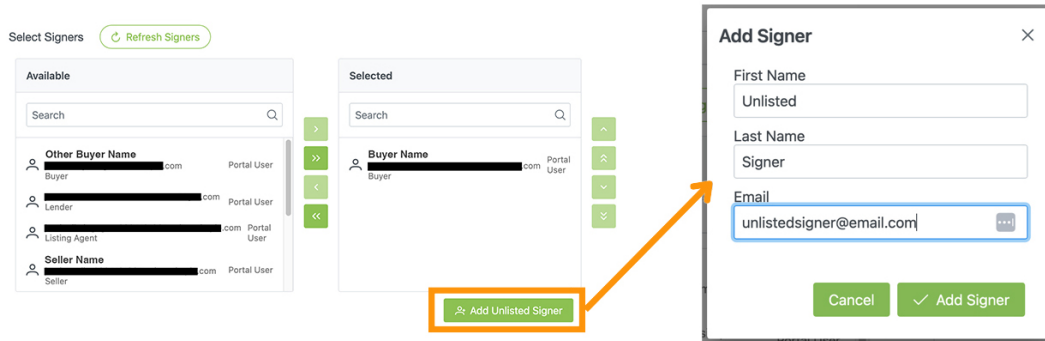 Select Signers
Refresh Signers
Available
Search
Other Buyer Name
.com
Portal User
Buyer
.com
Portal User
Lender
.com Portal
User
Listing Agent
Seller Name
.com
Portal User
Seller
Selected
Search
Buyer Name
.com
Portal
User
Buyer
Add Unlisted Signer
Add Signer
First Name
Unlisted
Last Name
Signer
Email
unlistedsigner@email.com
Cancel
Add Signer